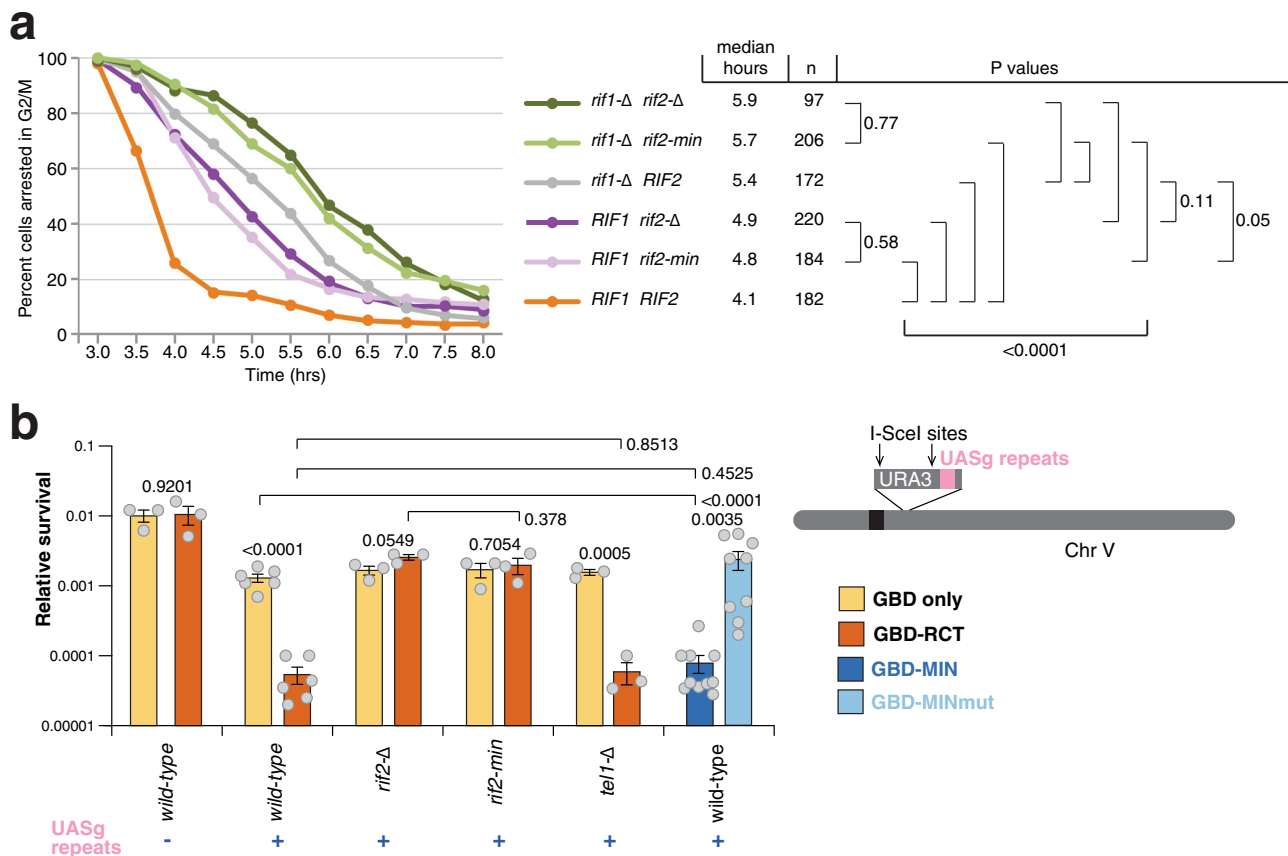 a
Percent cells arrested in G2/M
100
80
60
40
20
0
3.0 3.5 4.0 4.5 5.0 5.5 6.0 6.5 7.0 7.5 8.0
Time (hrs)
median hours n P values
rif1-Δ rif2-Δ 5.9 97
rif1-Δ rif2-min 5.7 206
rif1-Δ RIF2 5.4 172
RIF1 rif2-Δ 4.9 220
RIF1 rif2-min 4.8 184
RIF1 RIF2 4.1 182
0.77
0.58
0.11
0.05
<0.0001
b
Relative survival
0.1
0.01
0.001
0.0001
0.00001
0.8513
0.4525
<0.0001
0.378
0.0035
0.9201
<0.0001
0.0549
0.7054
0.0005
wild-type
wild-type
rif2-Δ
rif2-min
tel1-Δ
wild-type
UASg
repeats
- + + + + +
I-SceI sites
UASg repeats
URA3
Chr V
GBD only
GBD-RCT
GBD-MIN
GBD-MINmut